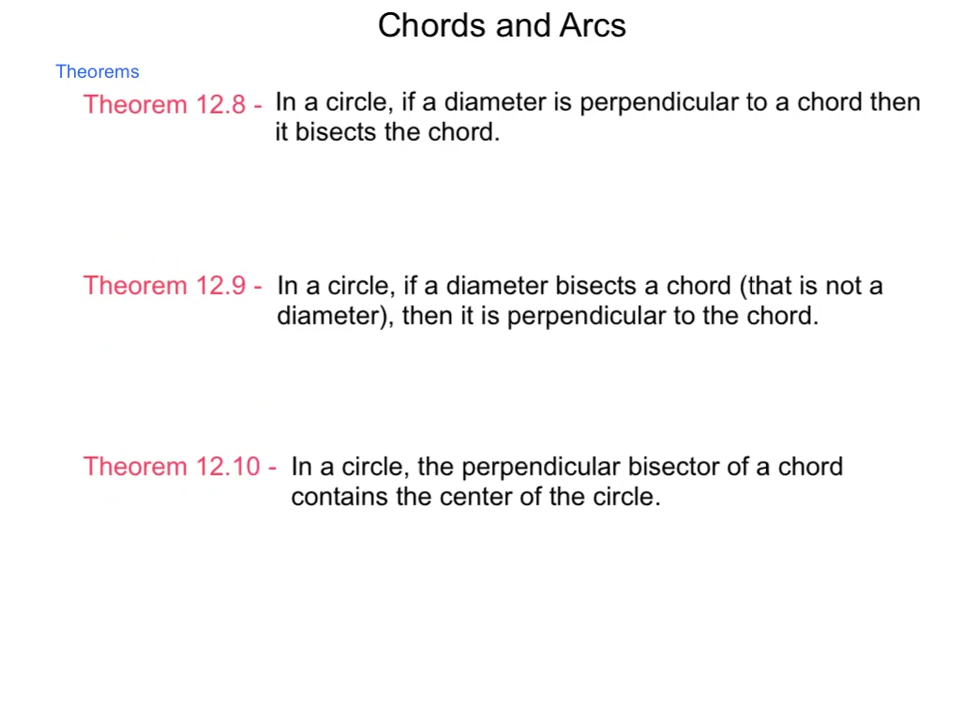 Chords and Arcs
Theorems
Theorem 12.8 - In a circle, if a diameter is perpendicular to a chord then
it bisects the chord.
Theorem 12.9 - In a circle, if a diameter bisects a chord (that is not a
diameter), then it is perpendicular to the chord.
Theorem 12.10 - In a circle, the perpendicular bisector of a chord
contains the center of the circle.